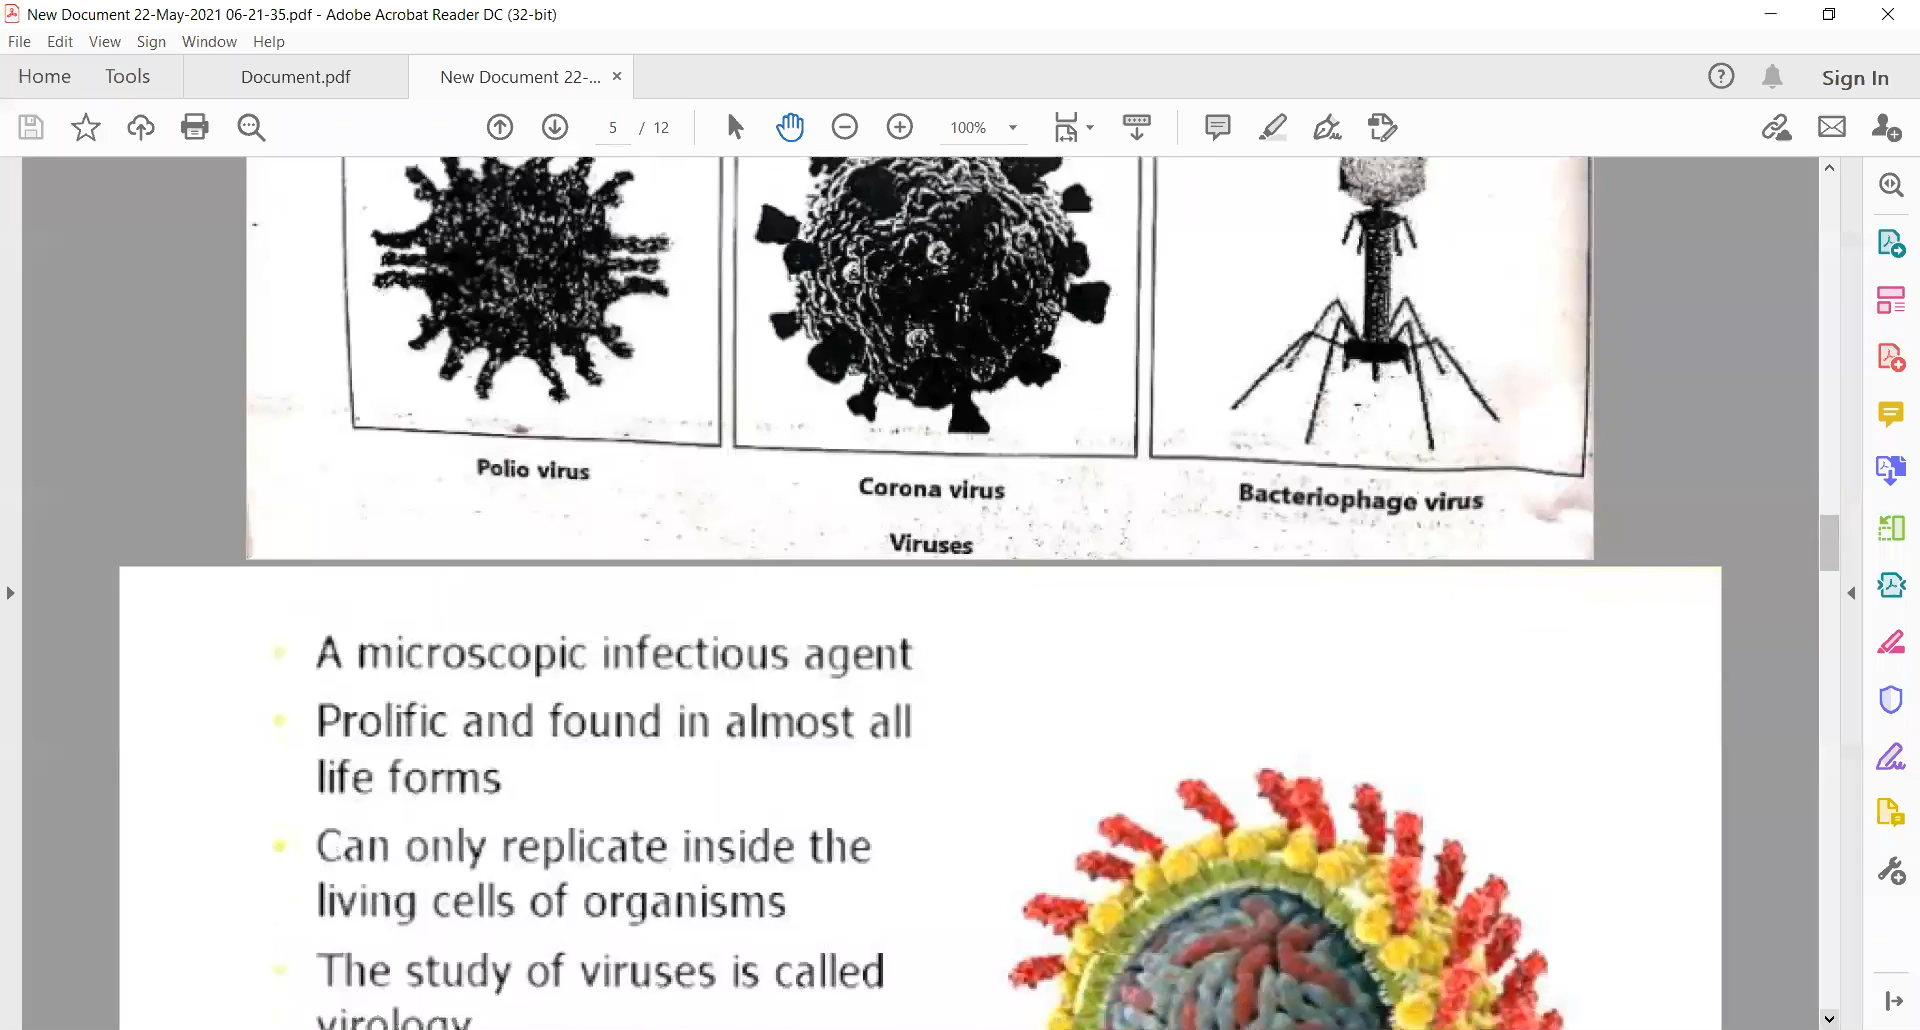 New Document 22-May-2021 06-21-35.pdf - Adobe Acrobat Reader DC (32-bit)
File Edit View Sign Window Help
Home Tools Document.pdf New Document 22-... × Sign In
5 / 12 100%
Polio virus
Corona virus
Bacteriophage virus
Viruses
A microscopic infectious agent
Prolific and found in almost all
life forms
Can only replicate inside the
living cells of organisms
The study of viruses is called
virology